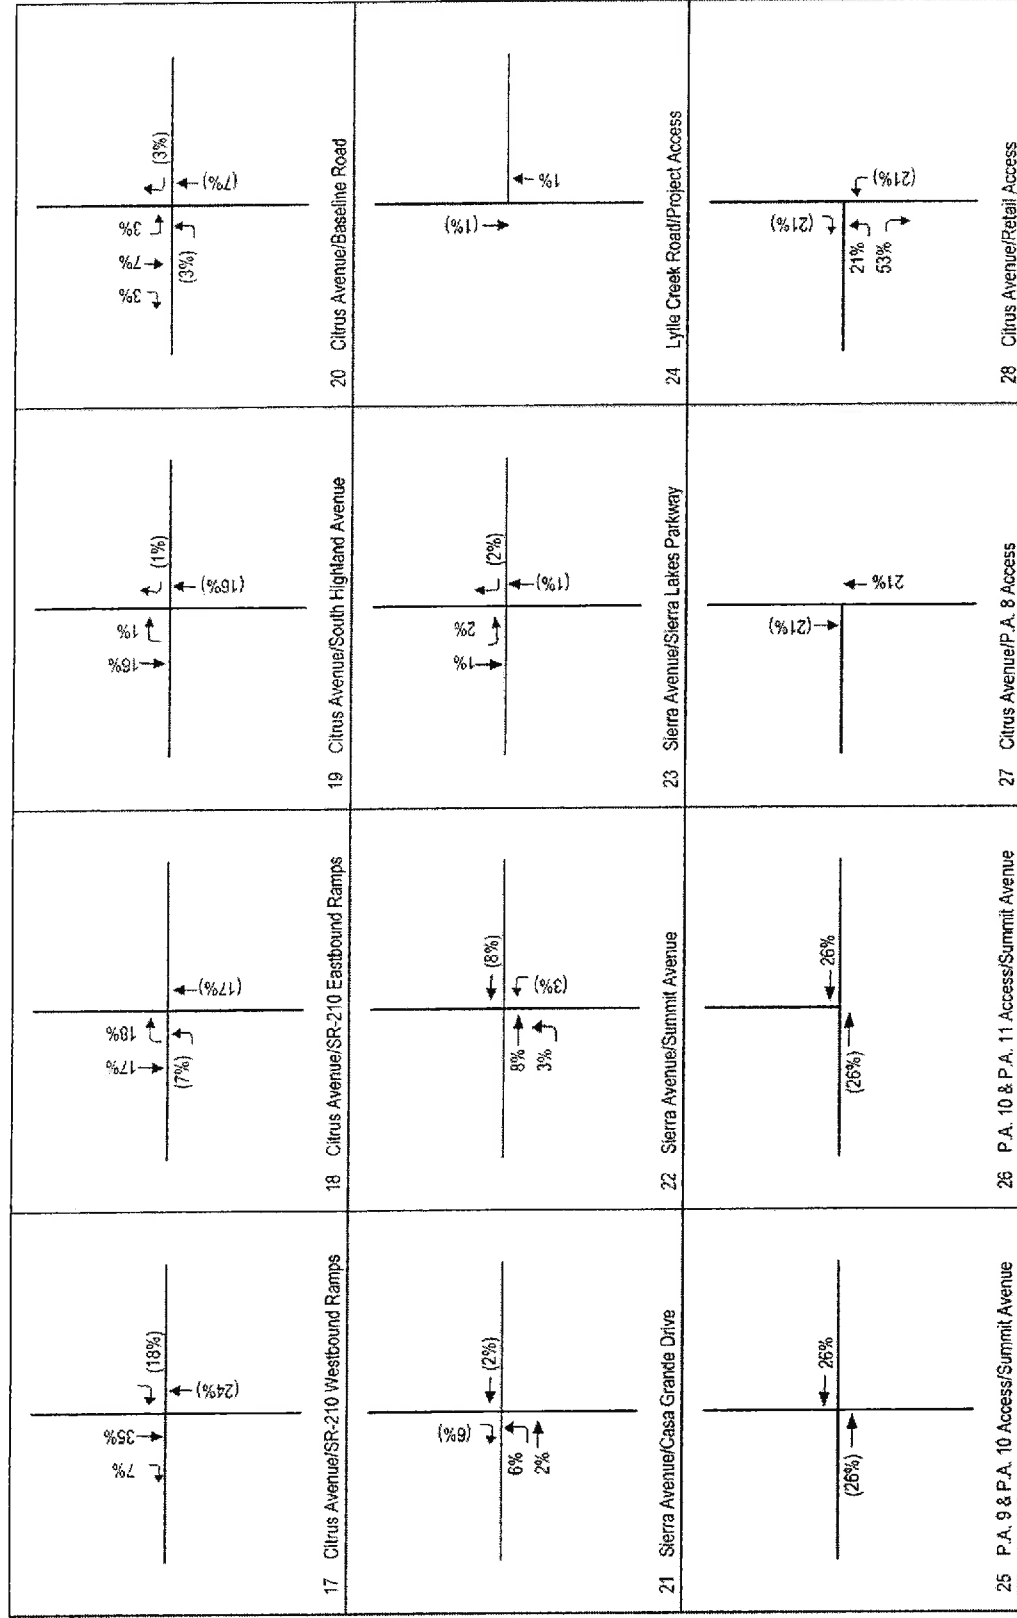 7% 35% (18%)
(24%)
17 Citrus Avenue/SR-210 Westbound Ramps
17% 18%
(7%) (17%)
18 Citrus Avenue/SR-210 Eastbound Ramps
16% 1% (1%)
(16%)
19 Citrus Avenue/South Highland Avenue
3% 7% 3% (3%)
(3%) (7%)
20 Citrus Avenue/Baseline Road
(6%) (2%)
6%
2%
21 Sierra Avenue/Casa Grande Drive
(8%)
8% (3%)
3%
22 Sierra Avenue/Summit Avenue
1% 2% (2%)
(1%)
23 Sierra Avenue/Sierra Lakes Parkway
(1%)
1%
24 Lytle Creek Road/Project Access
26%
(26%)
25 P.A. 9 & P.A. 10 Access/Summit Avenue
26%
(26%)
26 P.A. 10 & P.A. 11 Access/Summit Avenue
(21%)
21%
27 Citrus Avenue/P.A. 8 Access
(21%)
21% (21%)
53%
28 Citrus Avenue/Retail Access